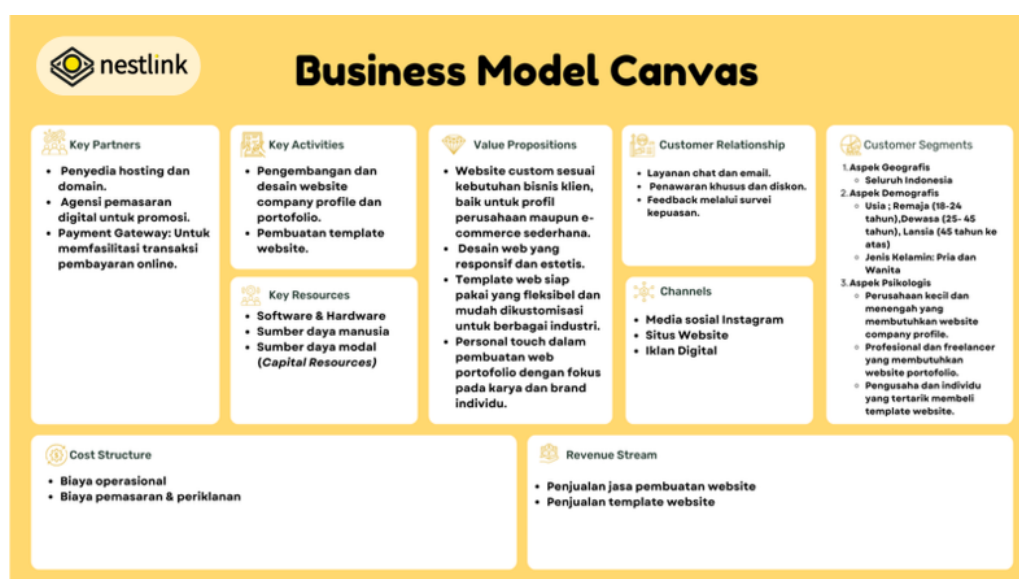 nestlink
Business Model Canvas
Key Partners
• Penyedia hosting dan
domain.
• Agensi pemasaran
digital untuk promosi.
• Payment Gateway: Untuk
memfasilitasi transaksi
pembayaran online.
Key Activities
• Pengembangan dan
desain website
company profile dan
portofolio.
• Pembuatan template
website.
Key Resources
• Software & Hardware
• Sumber daya manusia
• Sumber daya modal
(Capital Resources)
Value Propositions
• Website custom sesuai
kebutuhan bisnis klien,
baik untuk profil
perusahaan maupun e-
commerce sederhana.
• Desain web yang
responsif dan estetis.
• Template web siap
pakai yang fleksibel dan
mudah dikustomisasi
untuk berbagai industri.
• Personal touch dalam
pembuatan web
portofolio dengan fokus
pada karya dan brand
individu.
Customer Relationship
• Layanan chat dan email.
• Penawaran khusus dan diskon.
• Feedback melalui survei
kepuasan.
Channels
• Media sosial Instagram
• Situs Website
• Iklan Digital
Customer Segments
1. Aspek Geografis
○ Seluruh Indonesia
2. Aspek Demografis
○ Usia ; Remaja (18-24
tahun),Dewasa (25- 45
tahun), Lansia (45 tahun ke
atas)
○ Jenis Kelamin: Pria dan
Wanita
3. Aspek Psikologis
○ Perusahaan kecil dan
menengah yang
membutuhkan website
company profile.
○ Profesional dan freelancer
yang membutuhkan
website portofolio.
○ Pengusaha dan individu
yang tertarik membeli
template website.
Cost Structure
• Biaya operasional
• Biaya pemasaran & periklanan
Revenue Stream
• Penjualan jasa pembuatan website
• Penjualan template website